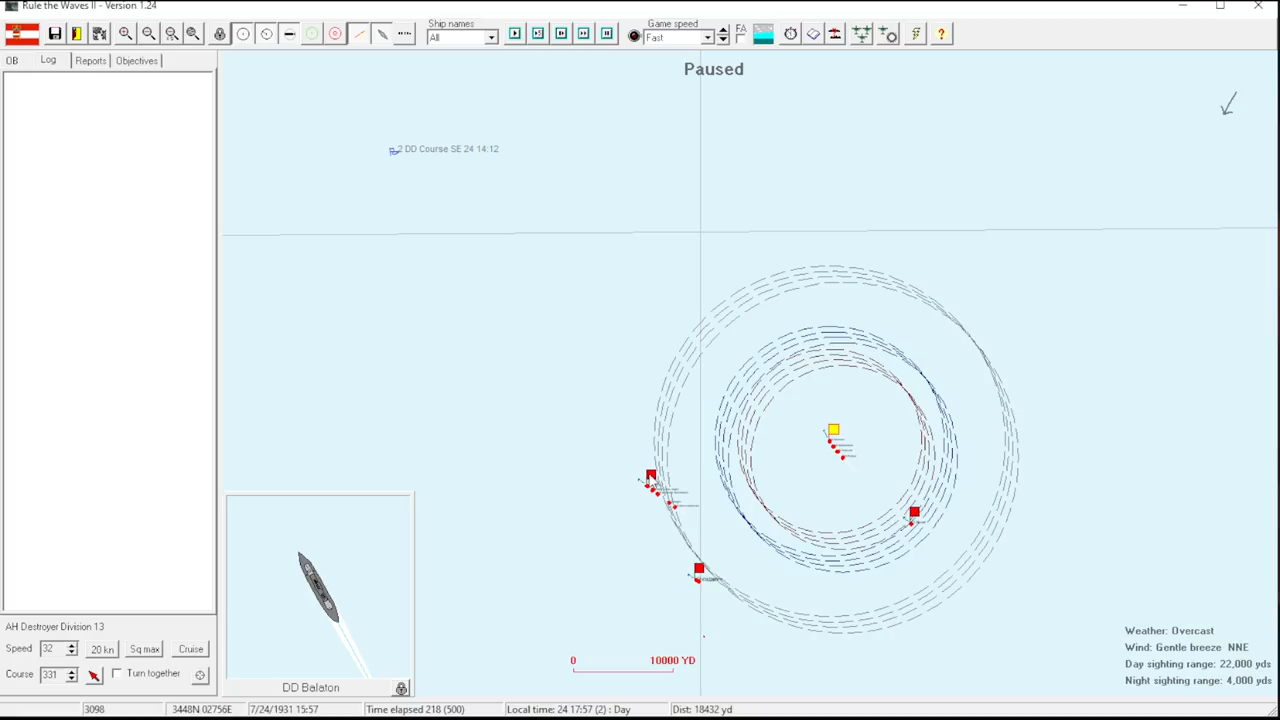 Rule the Waves II - Version 1.24
Ship names
All
Game speed
Fast
FA
OB
Log
Reports
Objectives
Paused
2 DD Course SE 24 14:12
0
10000 YD
Weather: Overcast
Wind: Gentle breeze NNE
Day sighting range: 22,000 yds
Night sighting range: 4,000 yds
AH Destroyer Division 13
Speed
32
20 kn
Sq max
Cruise
Course
331
Turn together
DD Balaton
3098
3448N 02756E
7/24/1931 15:57
Time elapsed 218 (500)
Local time: 24 17:57 (2) : Day
Dist: 18432 yd